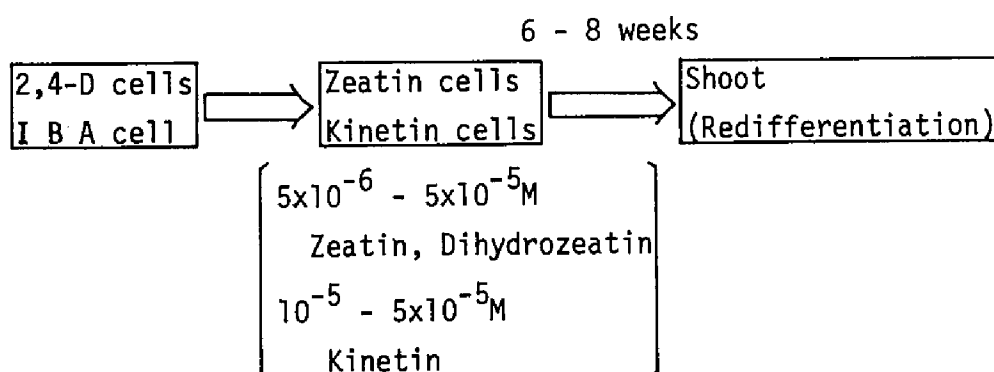 6 - 8 weeks
2,4-D cells
I B A cell
Zeatin cells
Kinetin cells
Shoot
(Redifferentiation)
5x10⁻⁶ - 5x10⁻⁵M
Zeatin, Dihydrozeatin
10⁻⁵ - 5x10⁻⁵M
Kinetin